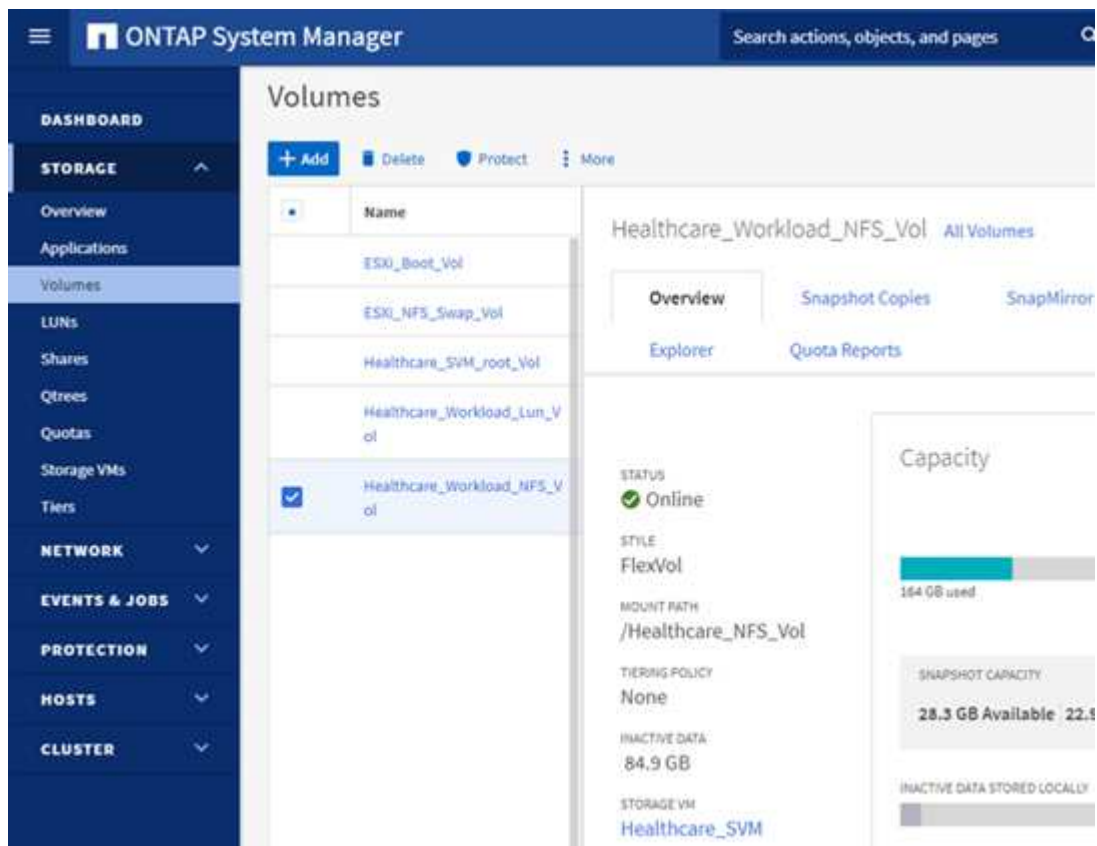 ONTAP System Manager
Search actions, objects, and pages
DASHBOARD
STORAGE
Overview
Applications
Volumes
LUNs
Shares
Qtrees
Quotas
Storage VMs
Tiers
NETWORK
EVENTS & JOBS
PROTECTION
HOSTS
CLUSTER
Volumes
+ Add
Delete
Protect
More
Name
ESXi_Boot_Vol
ESXi_NFS_Swap_Vol
Healthcare_SVM_root_Vol
Healthcare_Workload_Lun_V
ol
Healthcare_Workload_NFS_V
ol
Healthcare_Workload_NFS_Vol All Volumes
Overview Snapshot Copies SnapMirror
Explorer Quota Reports
STATUS
Online
STYLE
FlexVol
MOUNT PATH
/Healthcare_NFS_Vol
TIERING POLICY
None
INACTIVE DATA
84.9 GB
STORAGE VM
Healthcare_SVM
Capacity
164 GB used
SNAPSHOT CAPACITY
28.3 GB Available 22.9
INACTIVE DATA STORED LOCALLY